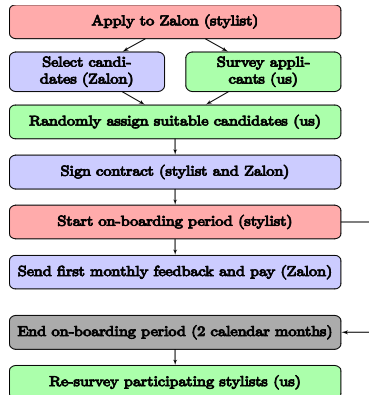 Apply to Zalon (stylist)
Select candi-
dates (Zalon)
Survey appli-
cants (us)
Randomly assign suitable candidates (us)
Sign contract (stylist and Zalon)
Start on-boarding period (stylist)
Send first monthly feedback and pay (Zalon)
End on-boarding period (2 calendar months)
Re-survey participating stylists (us)